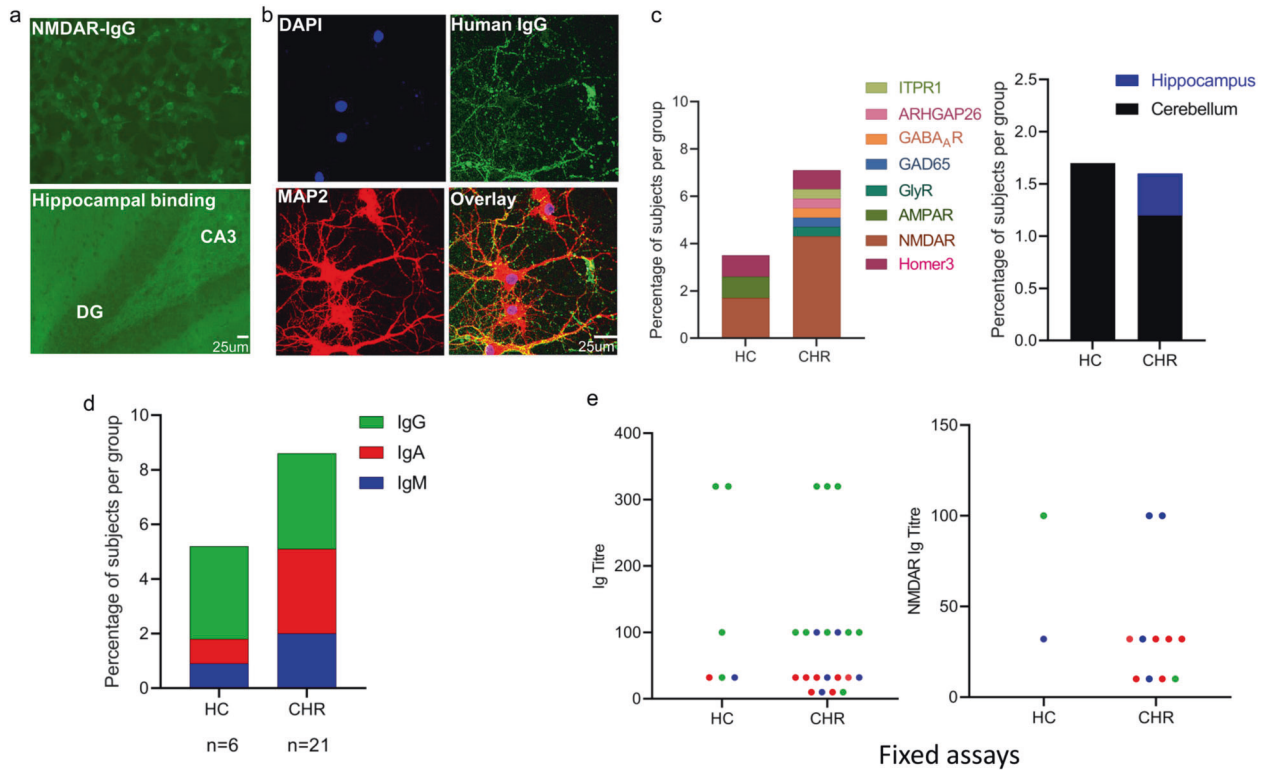 a
NMDAR-IgG
Hippocampal binding
CA3
DG
25um
b
DAPI
Human IgG
MAP2
Overlay
25um
c
Percentage of subjects per group
10
8
6
4
2
0
HC
CHR
ITPR1
ARHGAP26
GABAAR
GAD65
GlyR
AMPAR
NMDAR
Homer3
Percentage of subjects per group
2.5
2.0
1.5
1.0
0.5
0.0
HC
CHR
Hippocampus
Cerebellum
d
Percentage of subjects per group
10
8
6
4
2
0
HC
CHR
n=6
n=21
IgG
IgA
IgM
e
Ig Titre
400
300
200
100
0
HC
CHR
NMDAR Ig Titre
150
100
50
0
HC
CHR
Fixed assays